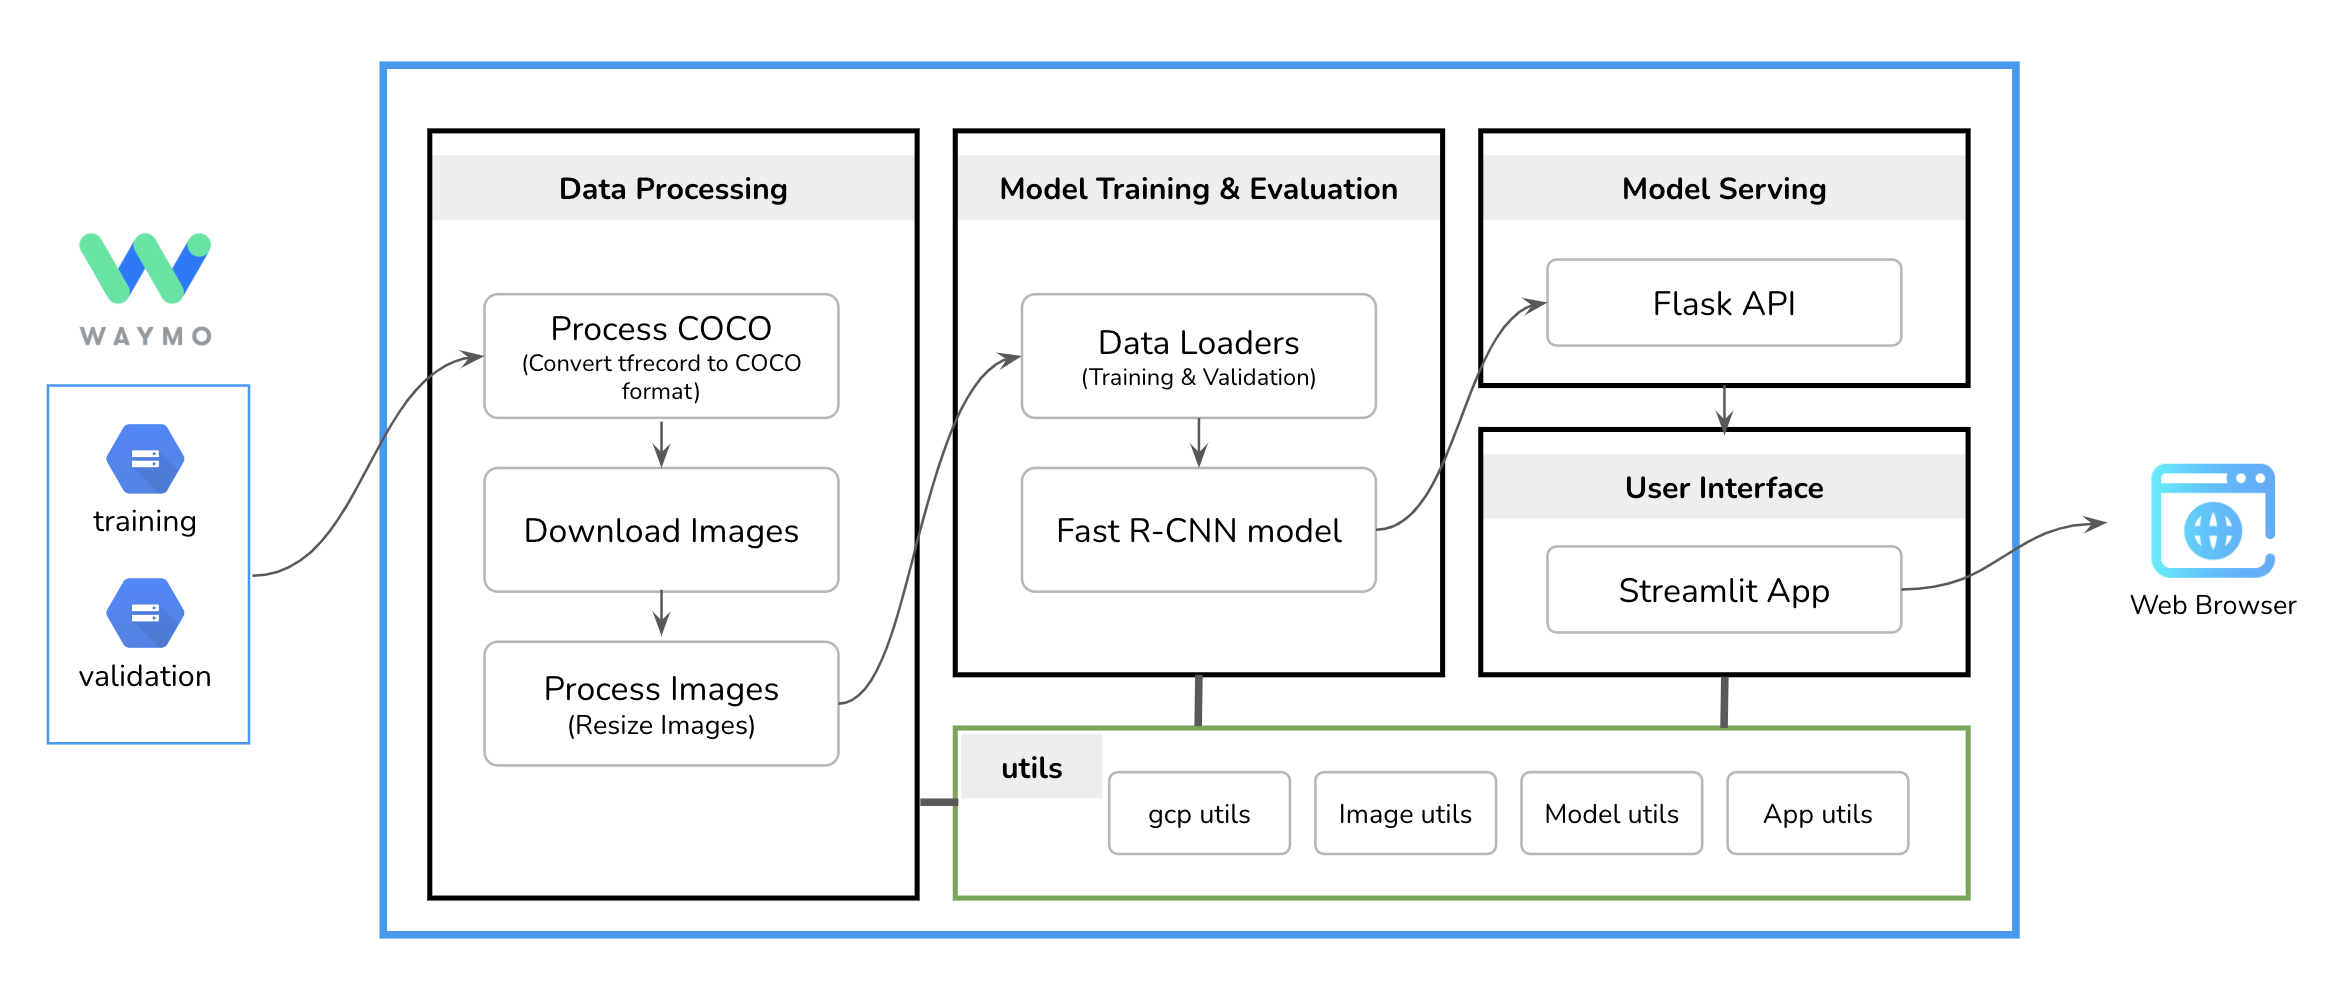 WAYMO
training
validation
Data Processing
Process COCO
(Convert tfrecord to COCO
format)
Download Images
Process Images
(Resize Images)
Model Training & Evaluation
Data Loaders
(Training & Validation)
Fast R-CNN model
Model Serving
Flask API
User Interface
Streamlit App
utils
gcp utils
Image utils
Model utils
App utils
Web Browser